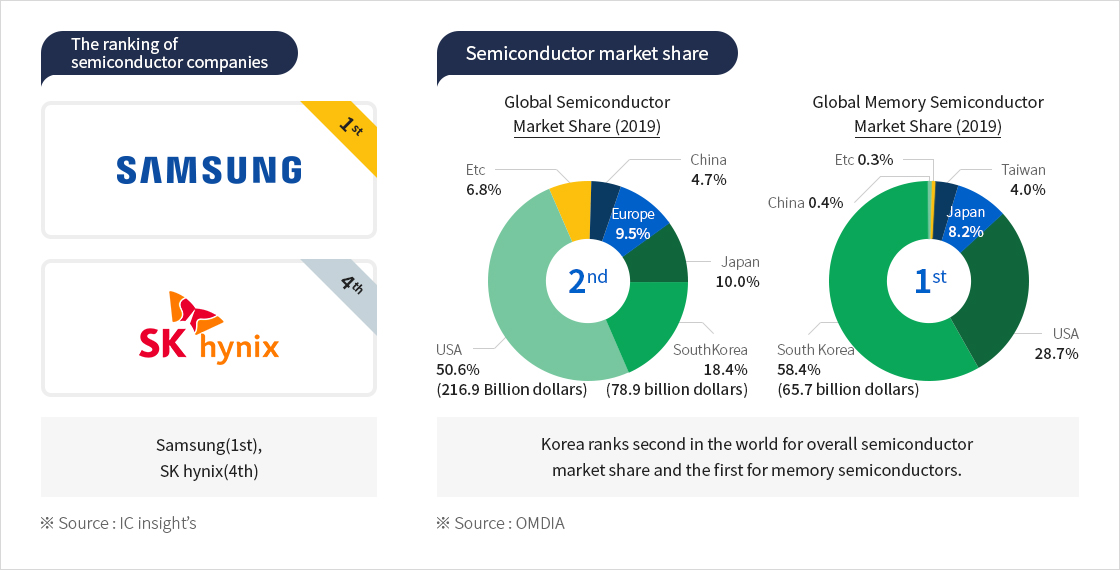 The ranking of
semiconductor companies
1st
SAMSUNG
4th
SK hynix
Samsung(1st),
SK hynix(4th)
※ Source : IC insight's
Semiconductor market share
Global Semiconductor
Market Share (2019)
Etc
6.8%
China
4.7%
Europe
9.5%
Japan
10.0%
2nd
USA
50.6%
(216.9 Billion dollars)
SouthKorea
18.4%
(78.9 billion dollars)
Global Memory Semiconductor
Market Share (2019)
Etc 0.3%
China 0.4%
Taiwan
4.0%
Japan
8.2%
1st
USA
28.7%
South Korea
58.4%
(65.7 billion dollars)
Korea ranks second in the world for overall semiconductor
market share and the first for memory semiconductors.
※ Source : OMDIA